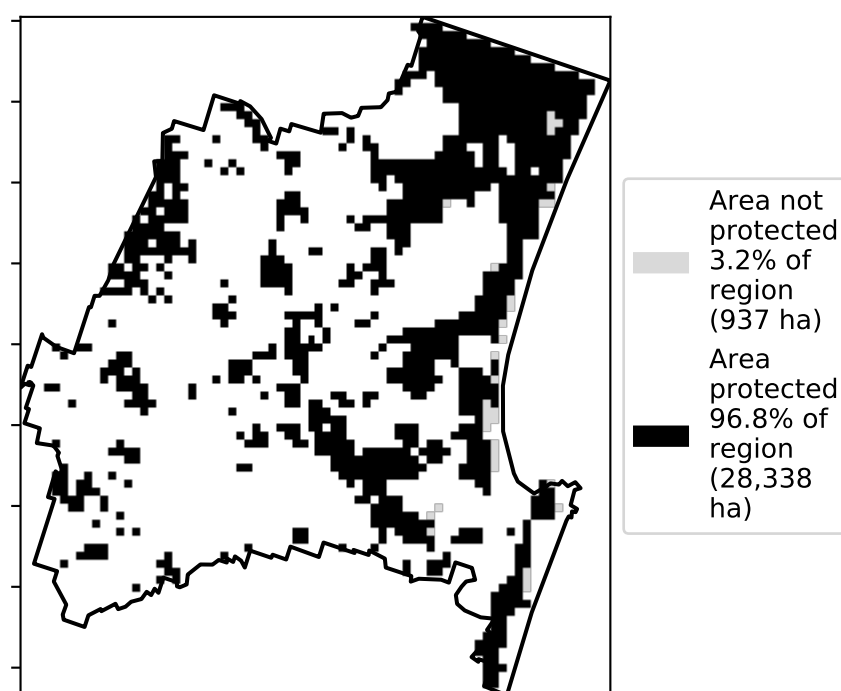 Area not
protected
3.2% of
region
(937 ha)
Area
protected
96.8% of
region
(28,338
ha)